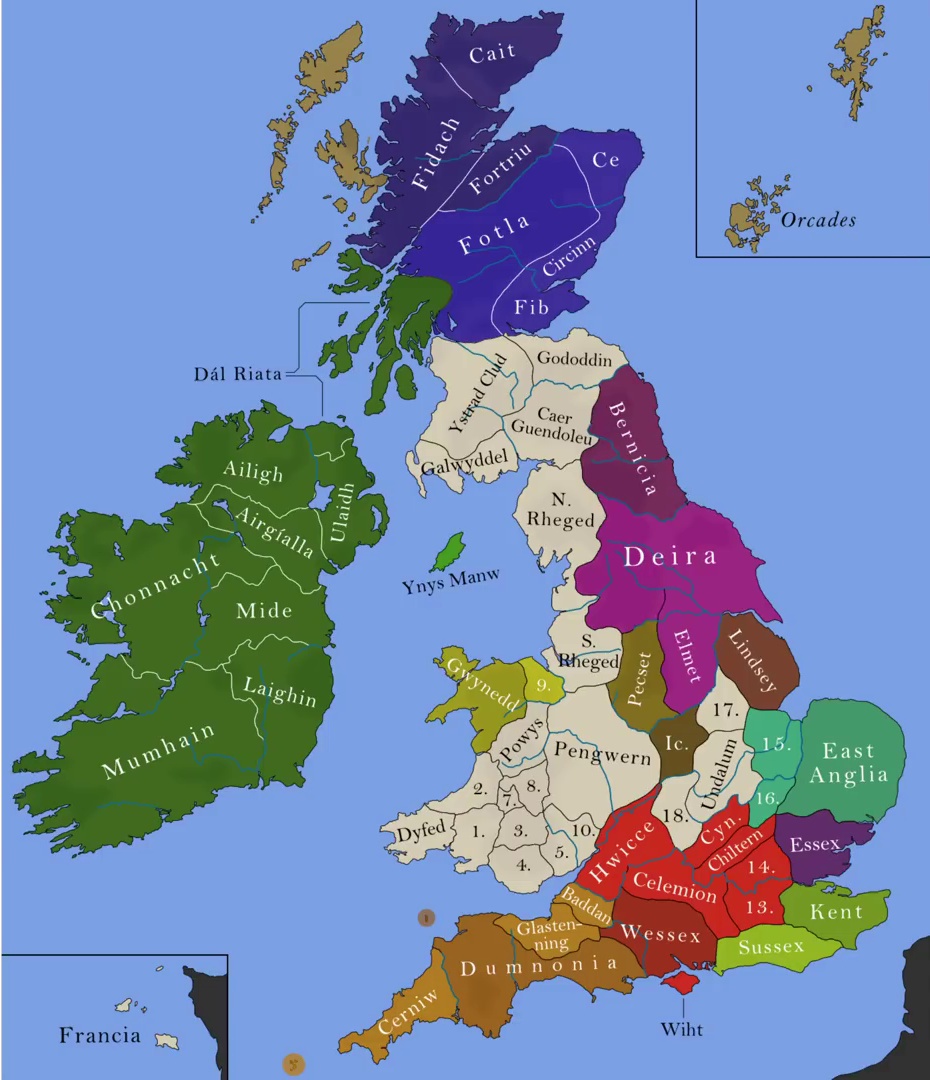 Cait
Fidach
Fortriu
Ce
Fotla
Circinn
Fib
Orcades
Dál Riata
Gododdin
Ystrad Clud
Caer
Guendoleu
Galwyddel
Bernicia
N.
Rheged
Ailigh
Airgíalla
Ulaidh
Chonnacht
Mide
Laighin
Mumhain
Ynys Manw
Deira
S.
Rheged
Pecset
Elmet
Lindsey
Gwynedd
9.
Powys
Pengwern
Ic.
17.
Undalum
15.
East
Anglia
16.
2.
7.
8.
Dyfed
1.
3.
10.
4.
5.
18.
Hwicce
Cyn.
Chiltern
Essex
14.
Celemion
13.
Kent
Baddan
Glasten-
ning
Wessex
Sussex
Dumnonia
Cerniw
Wiht
Francia